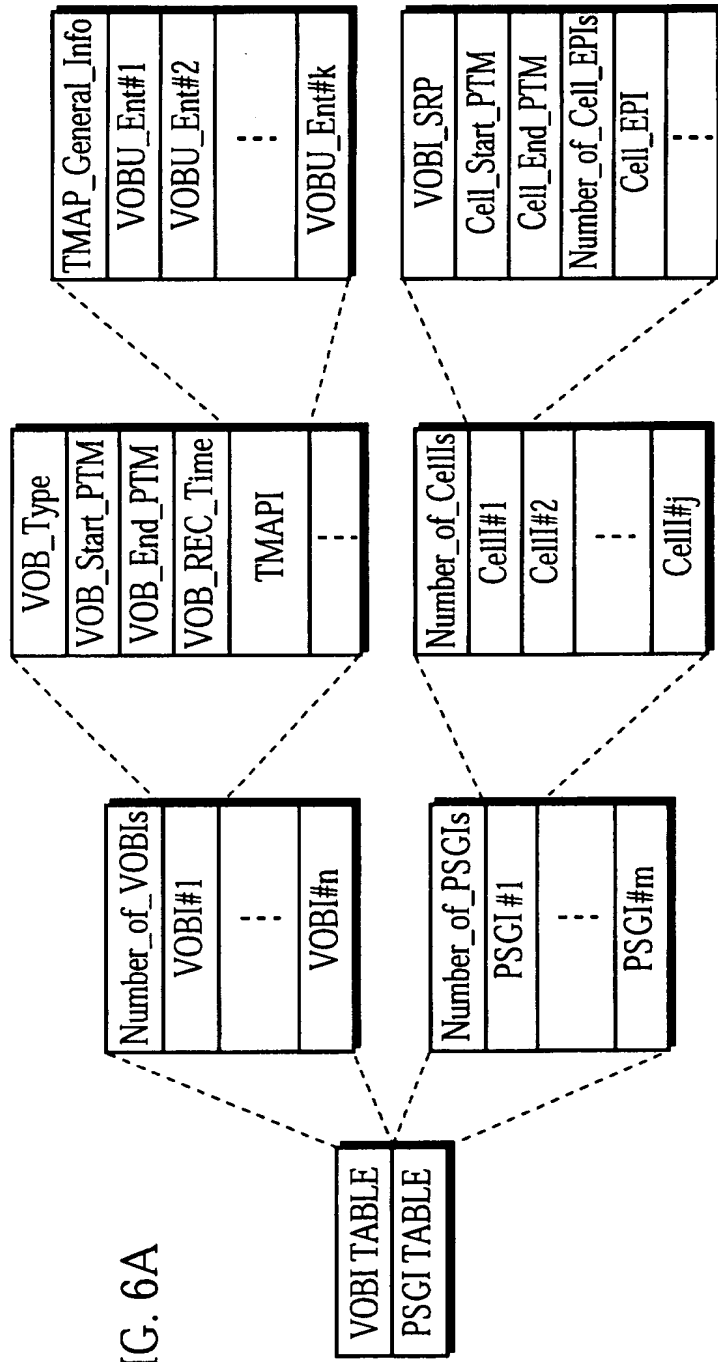 IG. 6A
VOBI TABLE
PSGI TABLE
Number_of_VOBIs
VOBI#1
VOBI#n
Number_of_PSGIs
PSGI#1
PSGI#m
VOB_Type
VOB_Start_PTM
VOB_End_PTM
VOB_REC_Time
TMAPI
Number_of_CellIs
CellI#1
CellI#2
CellI#j
TMAP_General_Info
VOBU_Ent#1
VOBU_Ent#2
VOBU_Ent#k
VOBI_SRP
Cell_Start_PTM
Cell_End_PTM
Number_of_Cell_EPIs
Cell_EPI